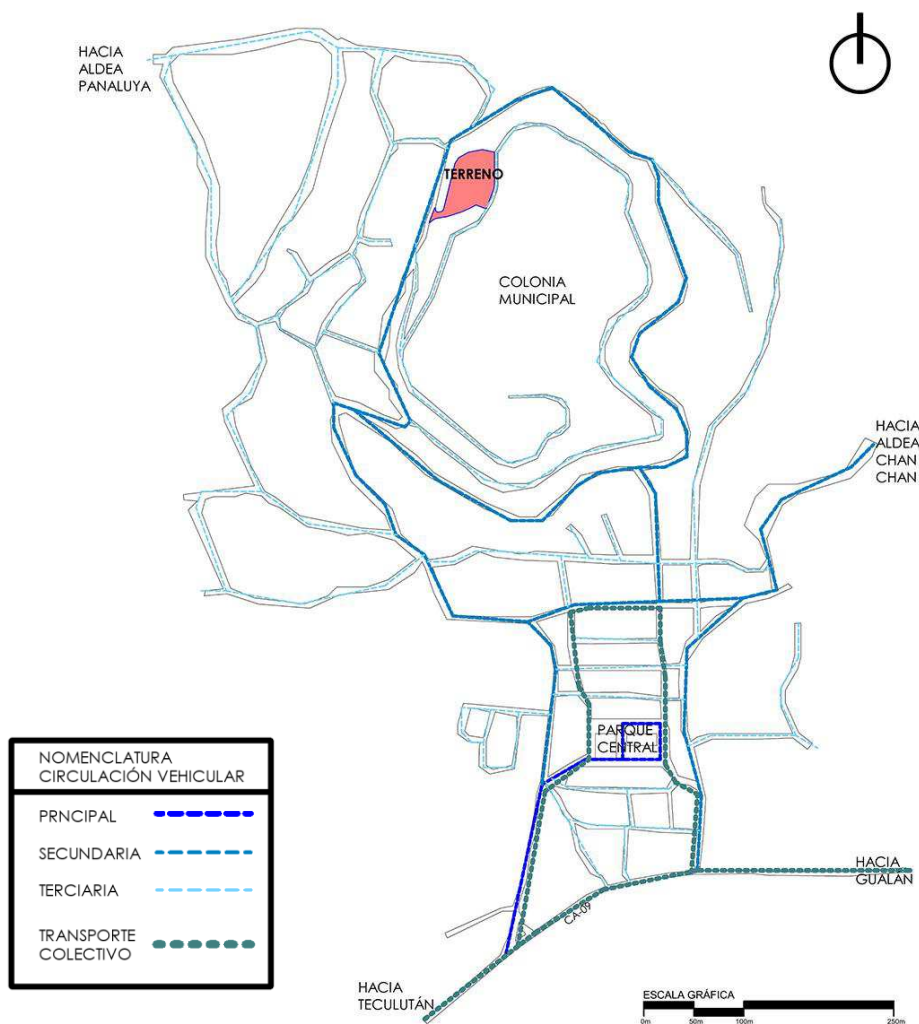 HACIA
ALDEA
PANALUYA
TERRENO
COLONIA
MUNICIPAL
HACIA
ALDEA
CHAN
CHAN
PARQUE
CENTRAL
NOMENCLATURA
CIRCULACIÓN VEHICULAR
PRNCIPAL
SECUNDARIA
TERCIARIA
TRANSPORTE
COLECTIVO
HACIA
GUALÁN
CA-09
HACIA
TECULUTÁN
ESCALA GRÁFICA
0m 50m 100m 250m